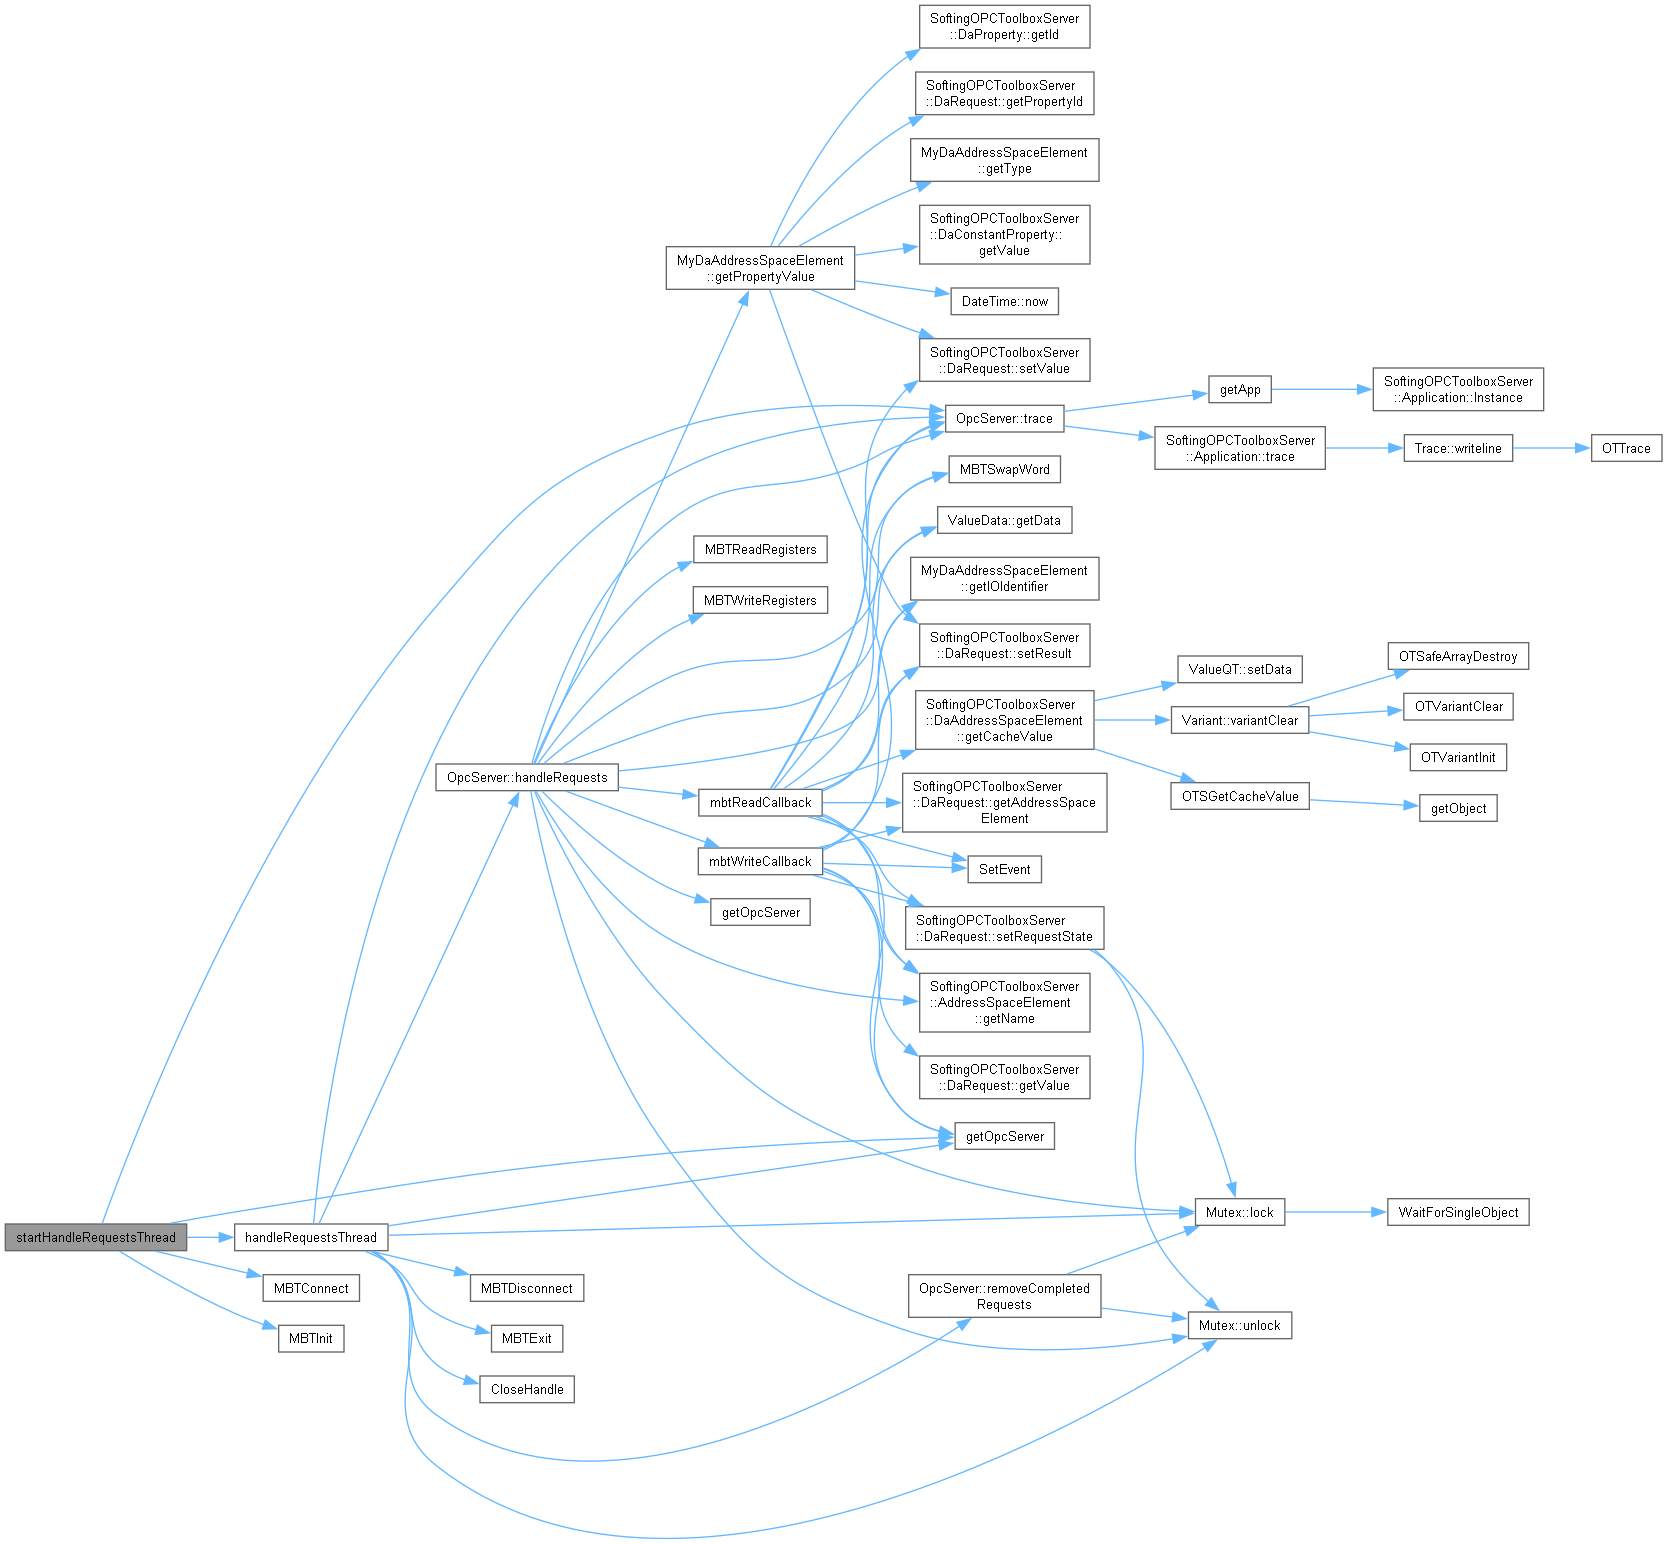 SoftingOPCToolboxServer
::DaProperty::getId
SoftingOPCToolboxServer
::DaRequest::getPropertyId
MyDaAddressSpaceElement
::getType
SoftingOPCToolboxServer
::DaConstantProperty::
getValue
MyDaAddressSpaceElement
::getPropertyValue
DateTime::now
SoftingOPCToolboxServer
::DaRequest::setValue
getApp
SoftingOPCToolboxServer
::Application::Instance
OpcServer::trace
SoftingOPCToolboxServer
::Application::trace
Trace::writeline
OTTrace
MBTSwapWord
ValueData::getData
MBTReadRegisters
MyDaAddressSpaceElement
::getIOIdentifier
MBTWriteRegisters
SoftingOPCToolboxServer
::DaRequest::setResult
ValueQT::setData
OTSafeArrayDestroy
SoftingOPCToolboxServer
::DaAddressSpaceElement
::getCacheValue
Variant::variantClear
OTVariantClear
OTVariantInit
OpcServer::handleRequests
mbtReadCallback
SoftingOPCToolboxServer
::DaRequest::getAddressSpace
Element
OTSGetCacheValue
getObject
mbtWriteCallback
SetEvent
getOpcServer
SoftingOPCToolboxServer
::DaRequest::setRequestState
SoftingOPCToolboxServer
::AddressSpaceElement
::getName
SoftingOPCToolboxServer
::DaRequest::getValue
getOpcServer
Mutex::lock
WaitForSingleObject
startHandleRequestsThread
handleRequestsThread
MBTConnect
MBTDisconnect
OpcServer::removeCompleted
Requests
MBTInit
MBTExit
Mutex::unlock
CloseHandle